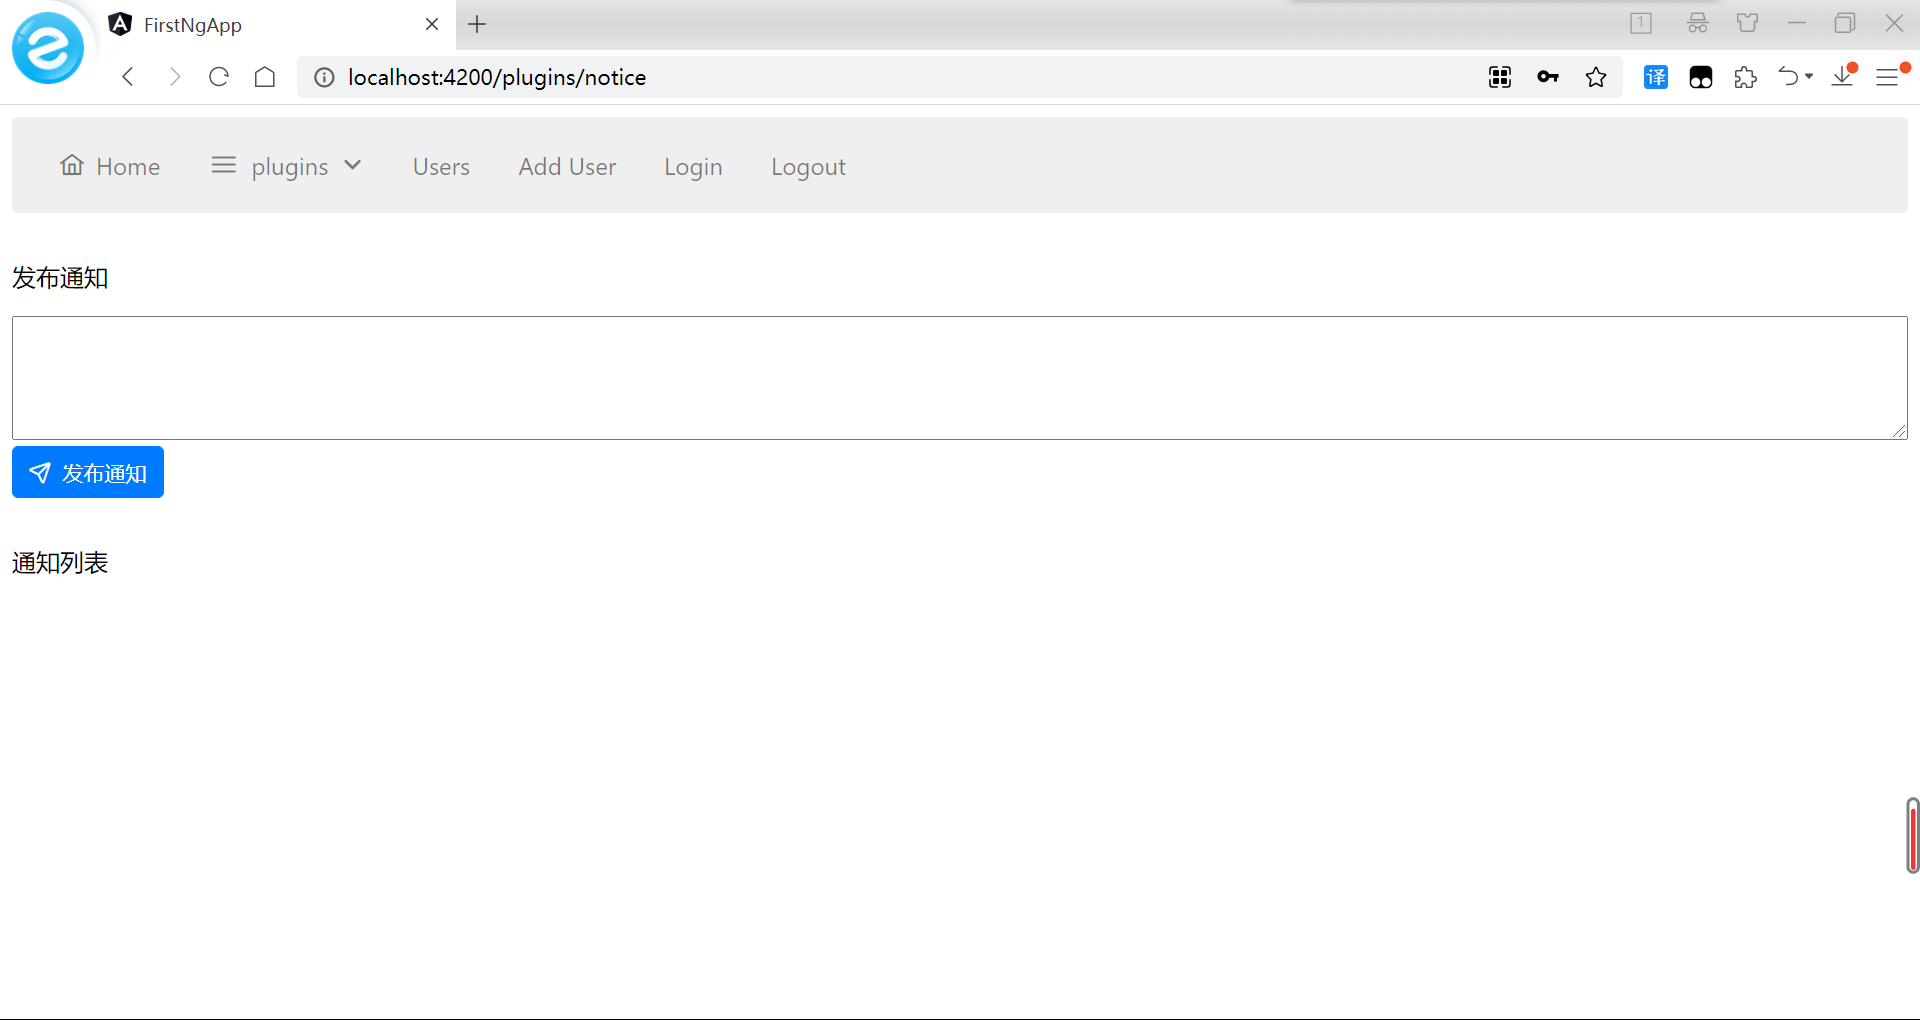 FirstNgApp
1
localhost:4200/plugins/notice
译
Home plugins Users Add User Login Logout
发布通知
发布通知
通知列表